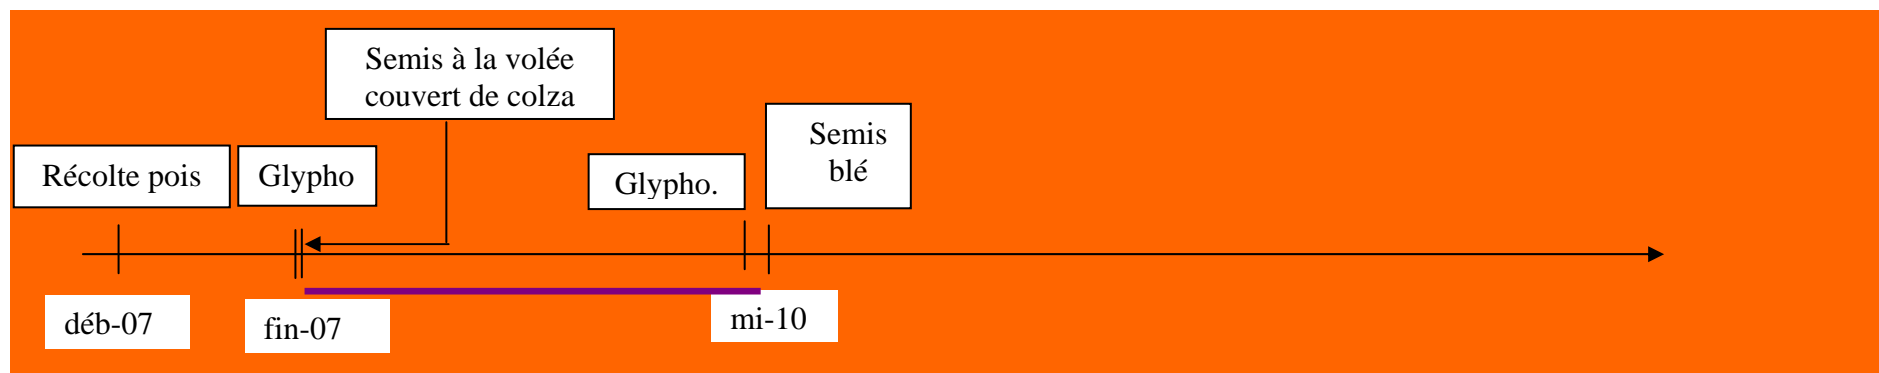 Semis à la volée
couvert de colza
Semis
blé
Récolte pois
Glypho
Glypho.
déb-07
fin-07
mi-10